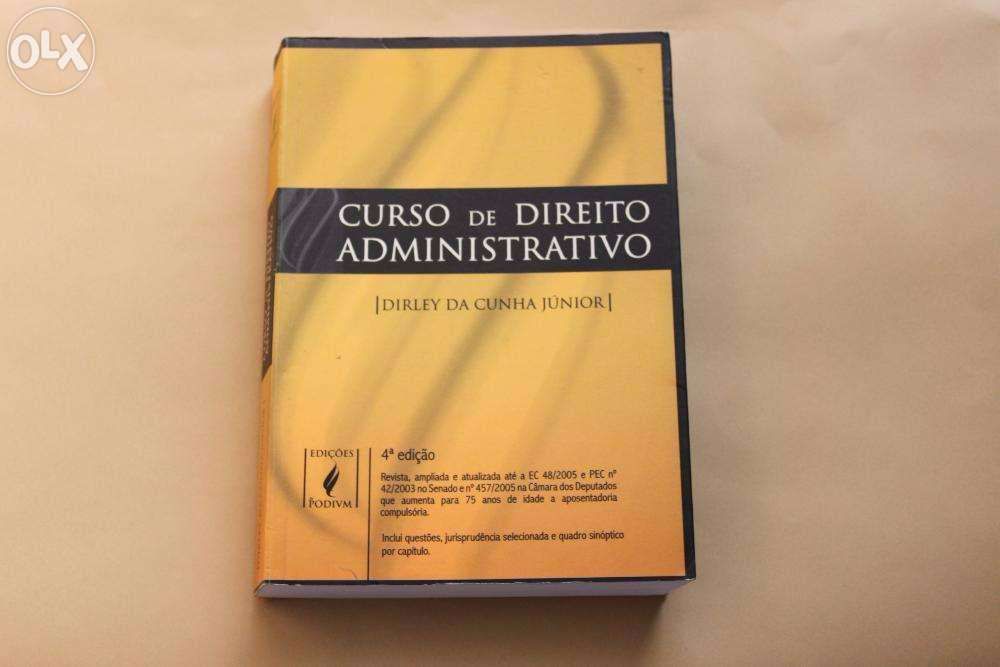 OLX
CURSO DE DIREITO
ADMINISTRATIVO
|DIRLEY DA CUNHA JÚNIOR|
EDIÇÕES
PODIVM
4ª edição
Revista, ampliada e atualizada até a EC 48/2005 e PEC nº
42/2003 no Senado e nº 457/2005 na Câmara dos Deputados
que aumenta para 75 anos de idade a aposentadoria
compulsória.
Inclui questões, jurisprudência selecionada e quadro sinóptico
por capítulo.